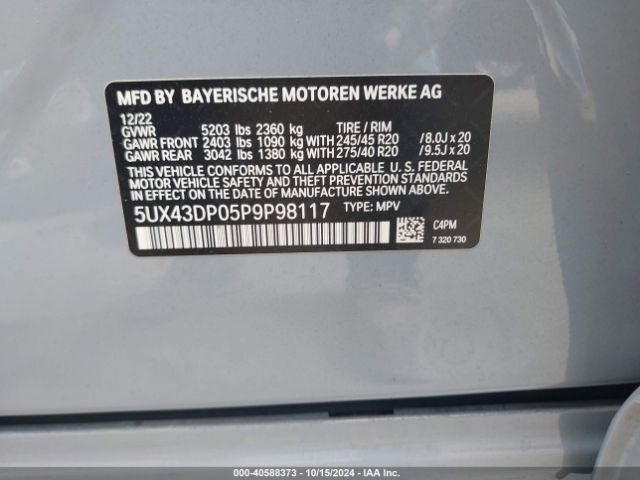 MFD BY BAYERISCHE MOTOREN WERKE AG
12/22
GVWR 5203 lbs 2360 kg TIRE / RIM
GAWR FRONT 2403 lbs 1090 kg WITH 245/45 R20 / 8.0J x 20
GAWR REAR 3042 lbs 1380 kg WITH 275/40 R20 / 9.5J x 20
THIS VEHICLE CONFORMS TO ALL APPLICABLE U.S. FEDERAL
MOTOR VEHICLE SAFETY AND THEFT PREVENTION STANDARDS
IN EFFECT ON THE DATE OF MANUFACTURE SHOWN ABOVE.
5UX43DP05P9P98117 TYPE: MPV
C4PM
7 320 730
000-40588373 | 10/15/2024 | IAA Inc.